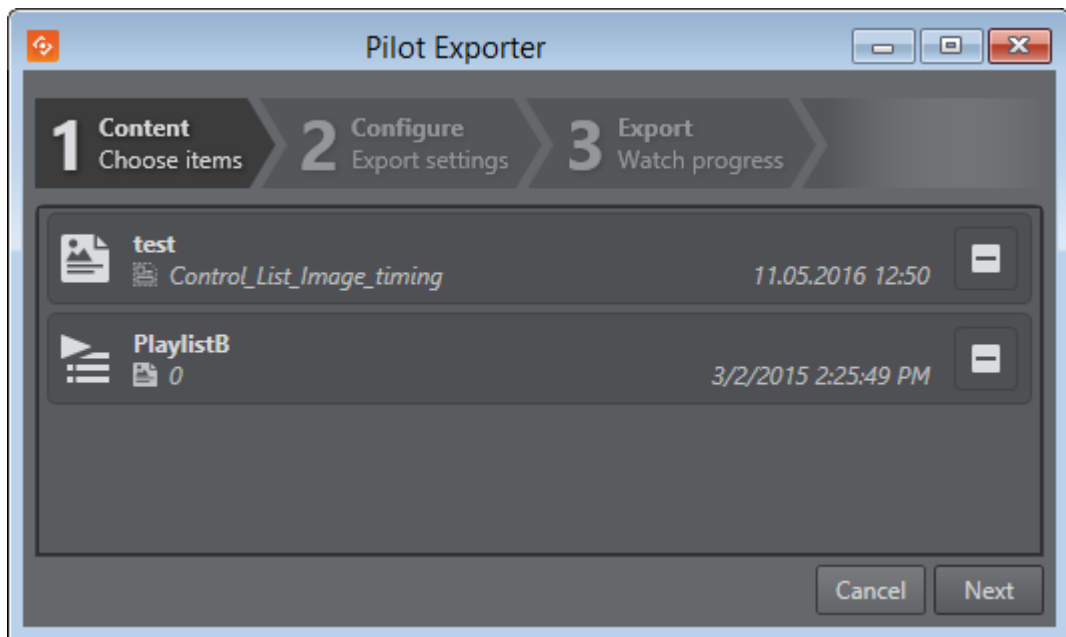 Pilot Exporter
1 Content
Choose items
2 Configure
Export settings
3 Export
Watch progress
test
Control_List_Image_timing 11.05.2016 12:50
PlaylistB
0 3/2/2015 2:25:49 PM
Cancel Next